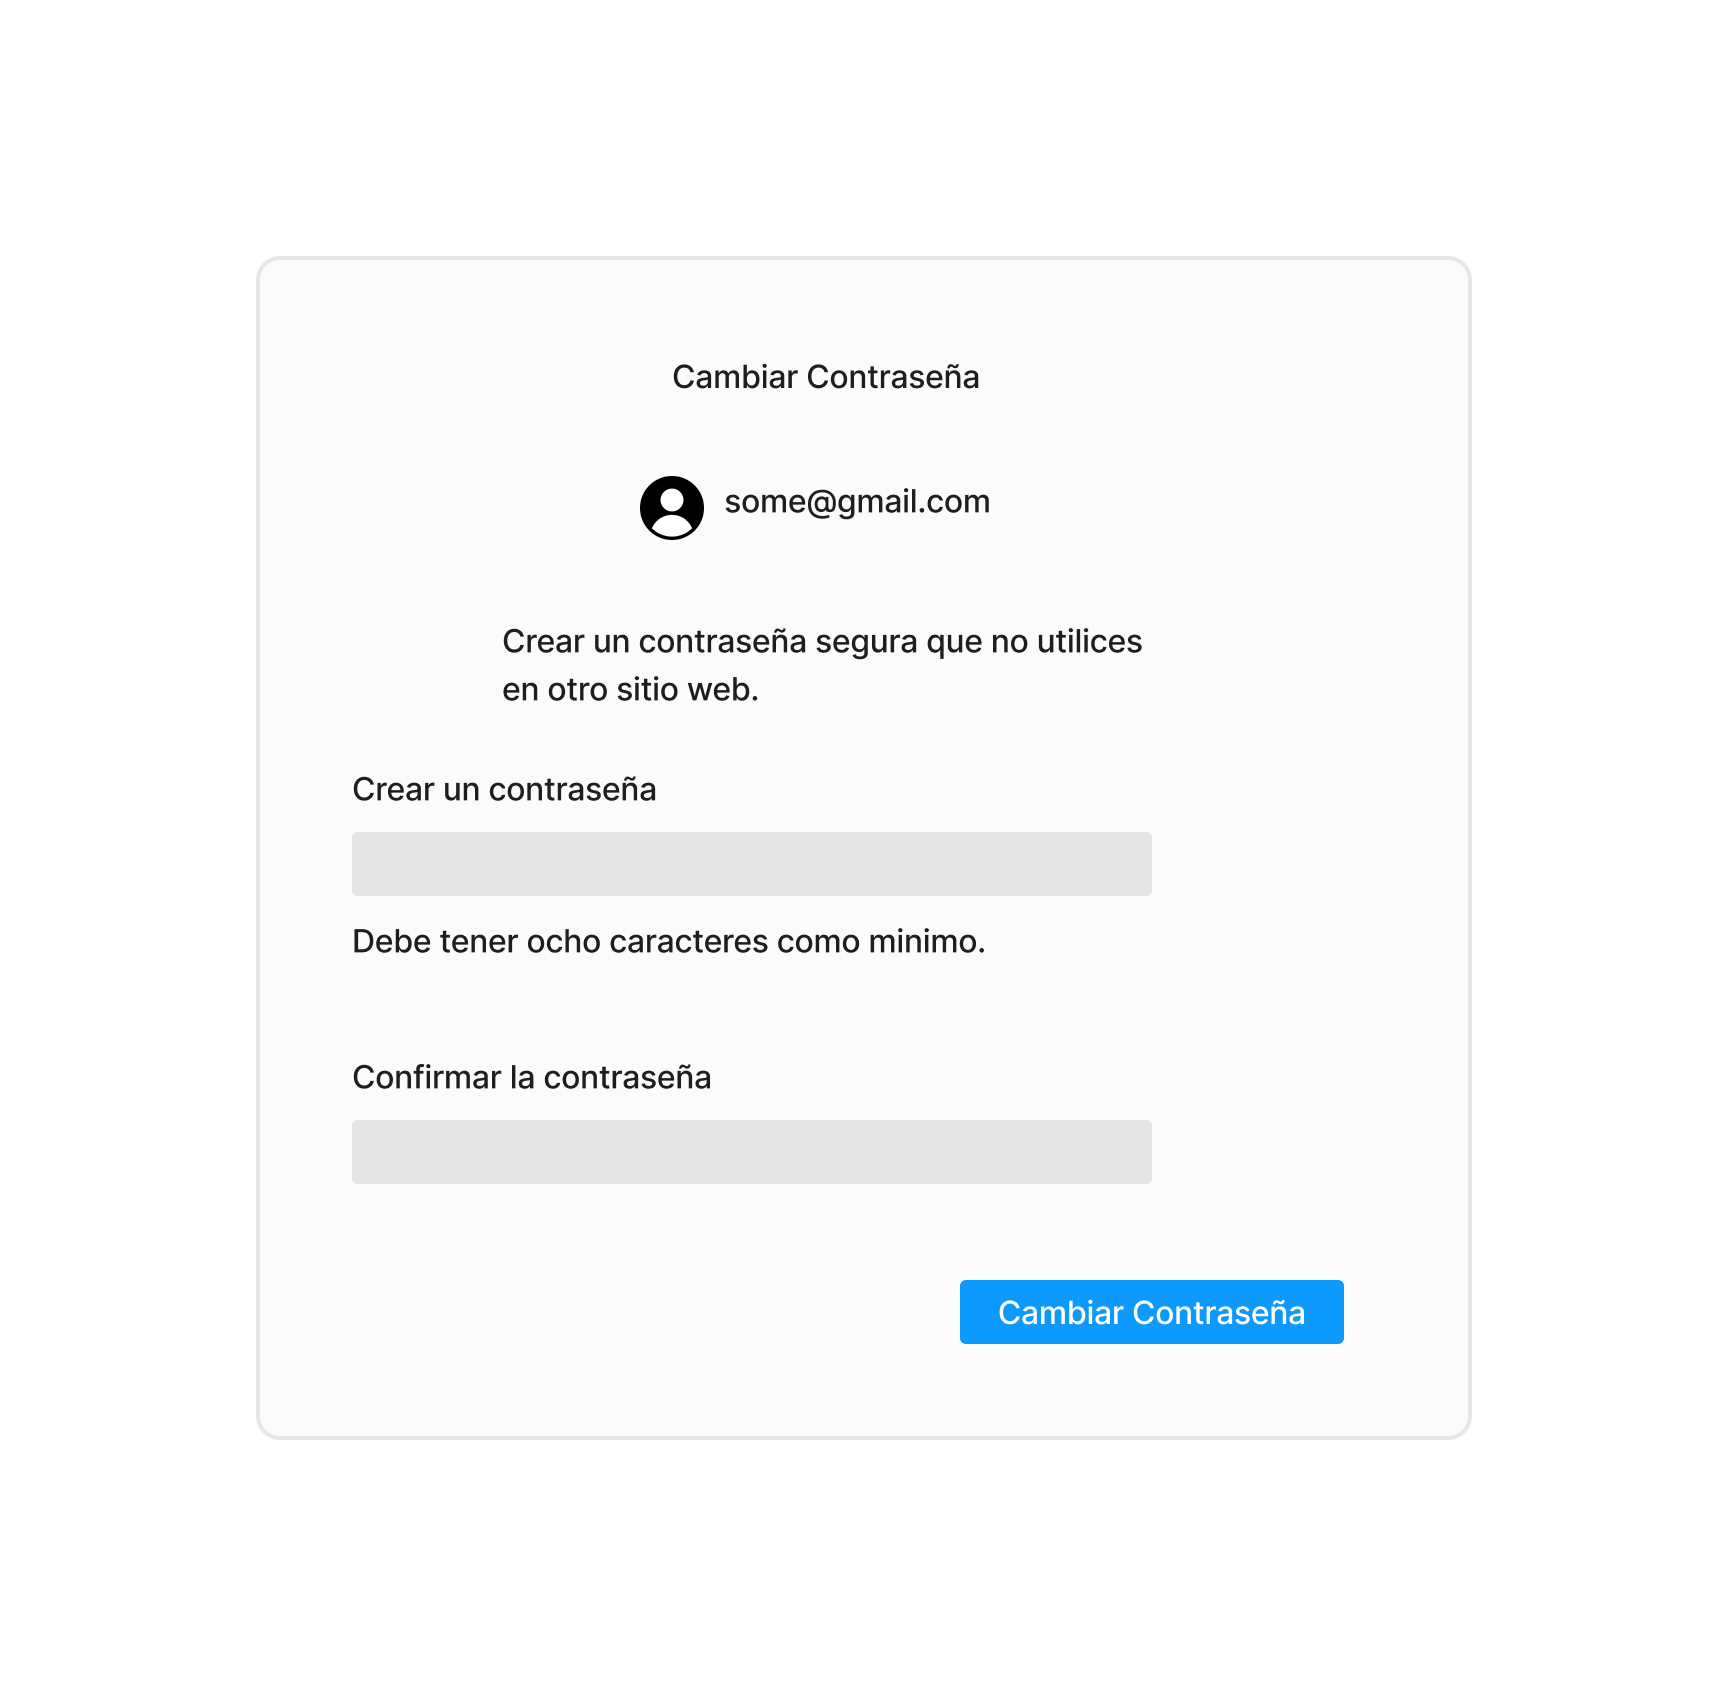 Cambiar Contraseña
some@gmail.com
Crear un contraseña segura que no utilices
en otro sitio web.
Crear un contraseña
Debe tener ocho caracteres como minimo.
Confirmar la contraseña
Cambiar Contraseña